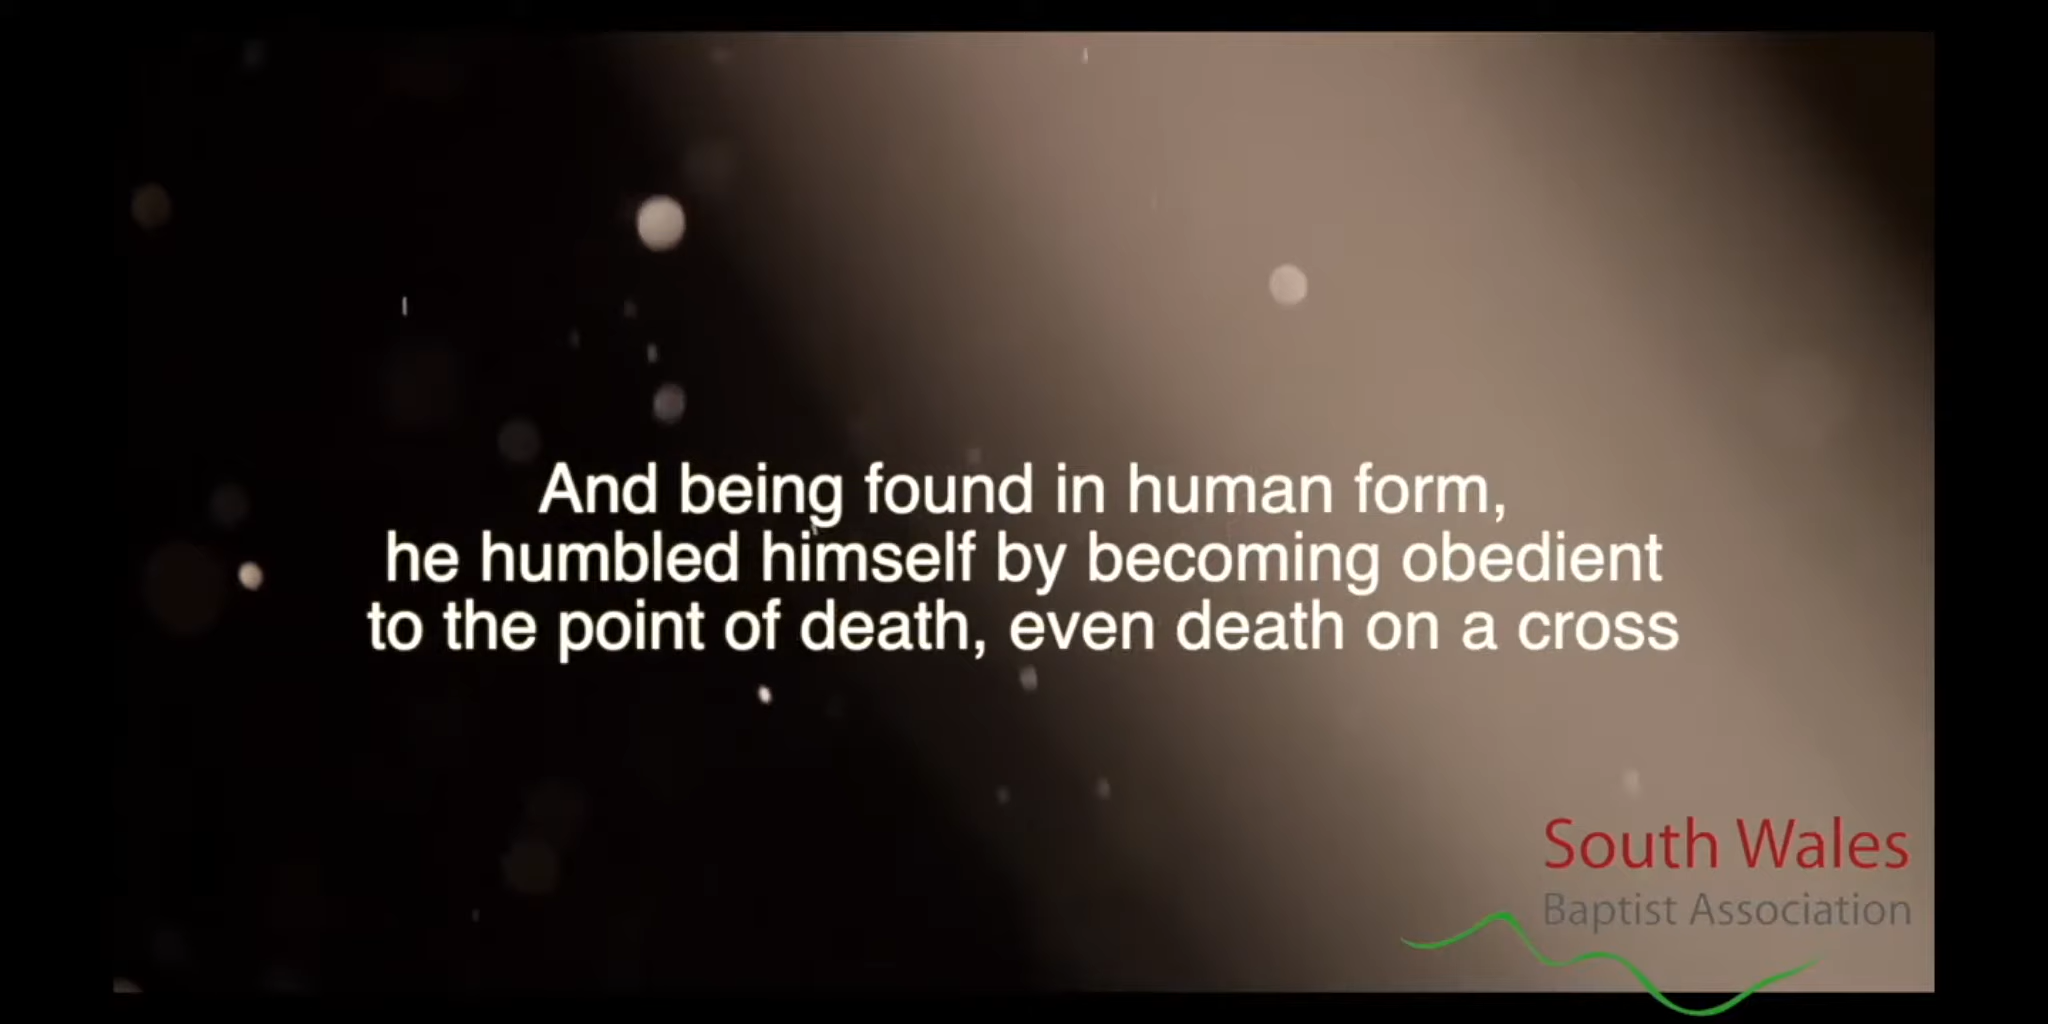 And being found in human form,
he humbled himself by becoming obedient
to the point of death, even death on a cross
South Wales
Baptist Association